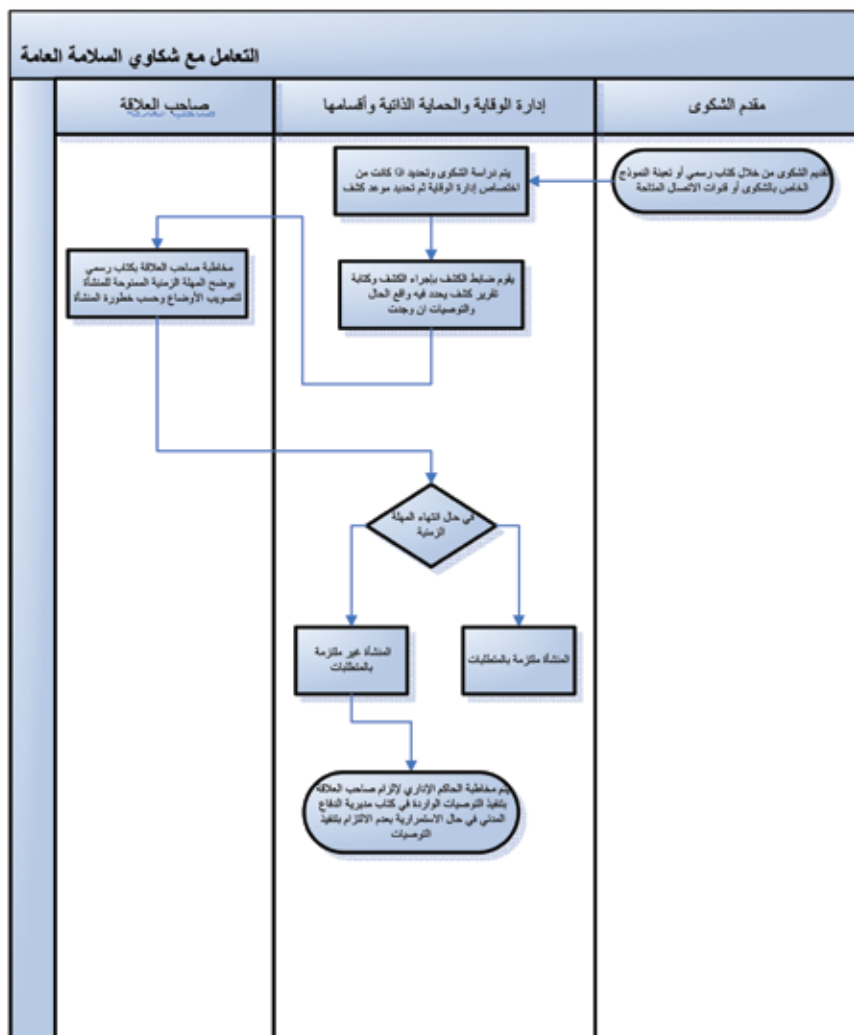 التعامل مع شكاوي السلامة العامة
مقدم الشكوى
إدارة الوقاية والحماية الذاتية وأقسامها
صاحب العلاقة
تقديم الشكوى من خلال كتاب رسمي أو تعبئة النموذج
الخاص بالشكوى أو قنوات الاتصال المتاحة
يتم دراسة الشكوى وتحديد كانت من
اختصاص إدارة الوقاية ثم تحديد موعد كشف
يقوم ضابط الكشف بإجراء الكشف وكتابة
تقرير كشف يحدد فيه واقع الحال
والتوصيات ان وجدت
مخاطبة صاحب العلاقة بكتاب رسمي
يوضح المهلة الزمنية الممنوحة للمنشأة
لتصويب الأوضاع وحسب خطورة المنشأة
في حال انتهاء المهلة
الزمنية
المنشأة ملتزمة بالمتطلبات
المنشأة غير ملتزمة
بالمتطلبات
يتم مخاطبة الحاكم الإداري لإلزام صاحب العلاقة
بتنفيذ التوصيات الواردة في كتاب مديرية الدفاع
المدني في حال الاستمرارية بعدم الالتزام بتنفيذ
التوصيات